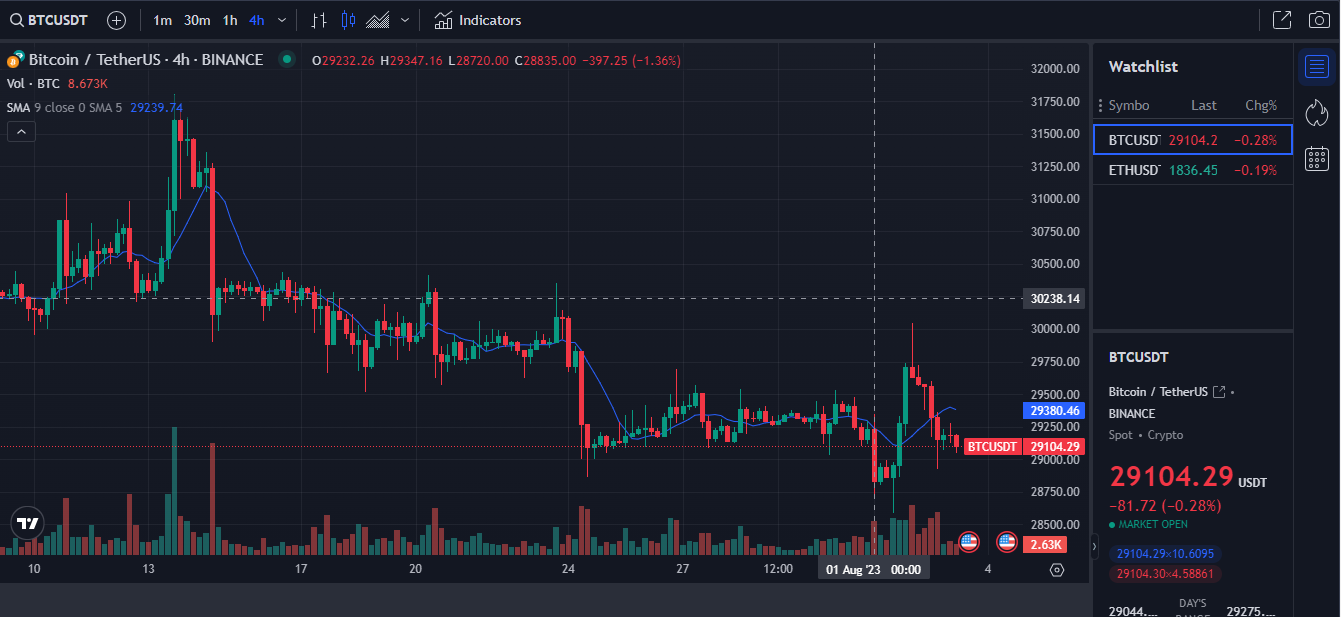 BTCUSDT 1m 30m 1h 4h Indicators
Bitcoin / TetherUS · 4h · BINANCE O29232.26 H29347.16 L28720.00 C28835.00 −397.25 (−1.36%)
Vol · BTC 8.673K
SMA 9 close 0 SMA 5 29239.74
32000.00
31750.00
31500.00
31250.00
31000.00
30750.00
30500.00
30238.14
30000.00
29750.00
29500.00
29380.46
29250.00
BTCUSDT 29104.29
29000.00
28750.00
28500.00
2.63K
10 13 17 20 24 27 12:00 01 Aug '23 00:00 4
Watchlist
Symbo Last Chg%
BTCUSDT 29104.2 −0.28%
ETHUSDT 1836.45 −0.19%
BTCUSDT
Bitcoin / TetherUS
BINANCE
Spot • Crypto
29104.29 USDT
−81.72 (−0.28%)
MARKET OPEN
29104.29×10.6095
29104.30×4.58861
29044.... DAY'S RANGE 29275....